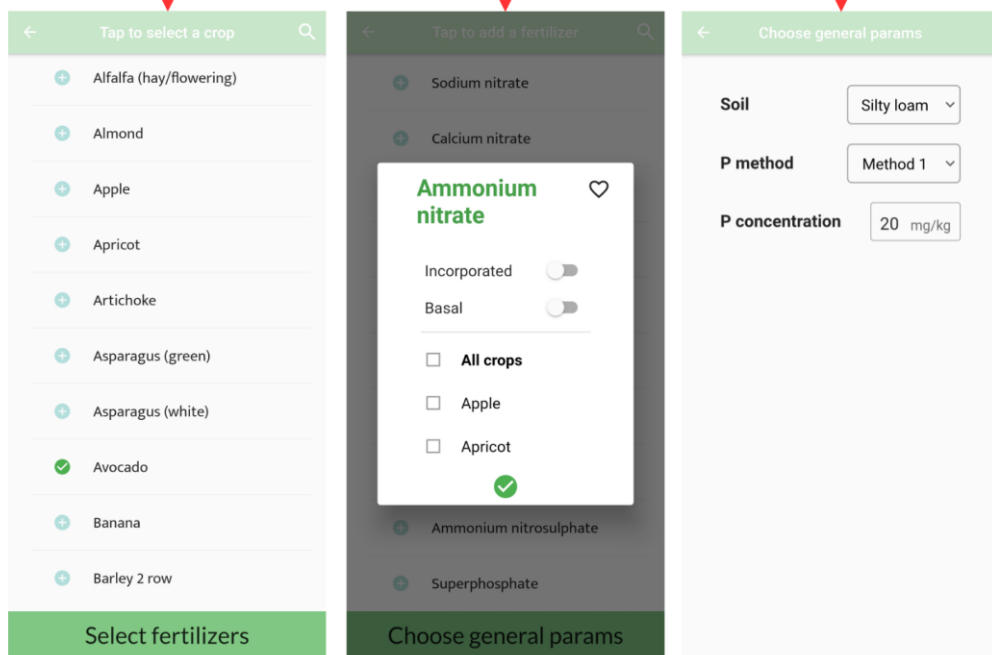 Tap to select a crop
Alfalfa (hay/flowering)
Almond
Apple
Apricot
Artichoke
Asparagus (green)
Asparagus (white)
Avocado
Banana
Barley 2 row
Select fertilizers
Tap to add a fertilizer
Sodium nitrate
Calcium nitrate
Ammonium
nitrate
Incorporated
Basal
All crops
Apple
Apricot
Ammonium nitrosulphate
Superphosphate
Choose general params
Choose general params
Soil Silty loam
P method Method 1
P concentration 20 mg/kg